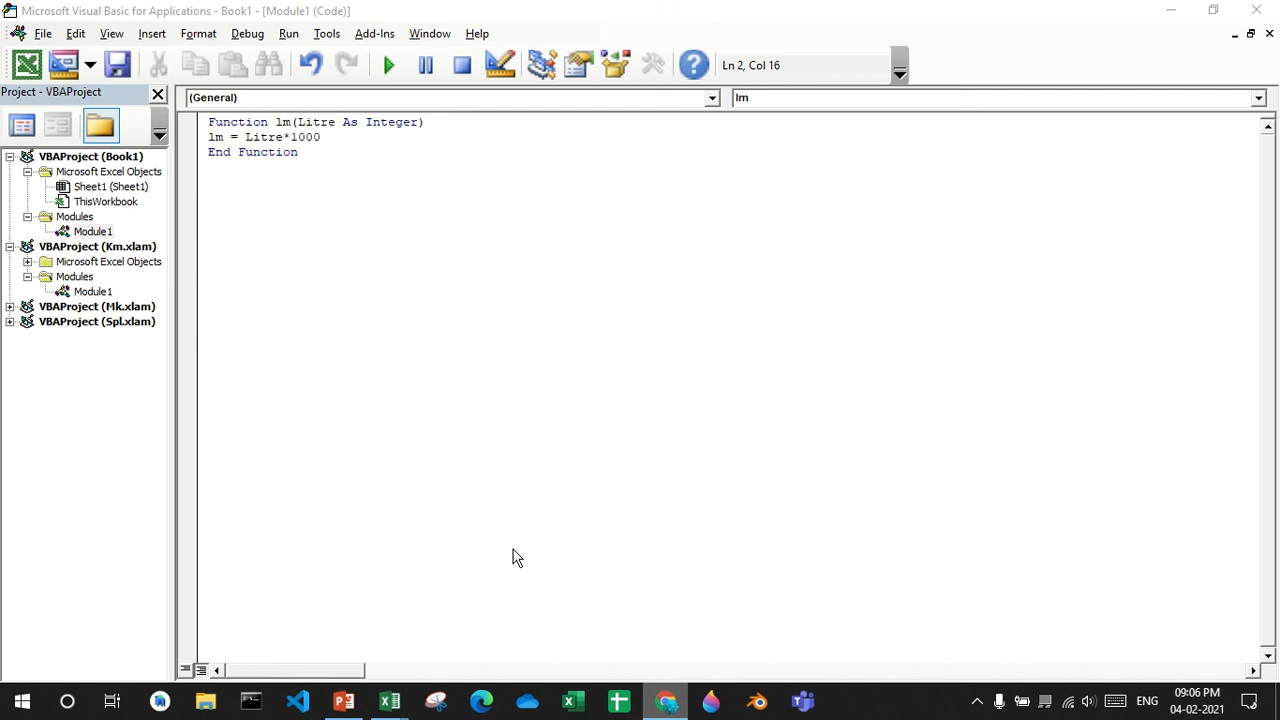 Microsoft Visual Basic for Applications - Book1 - [Module1 (Code)]
File Edit View Insert Format Debug Run Tools Add-Ins Window Help
Ln 2, Col 16
Project - VBAProject
(General) lm
Function lm(Litre As Integer)
lm = Litre*1000
End Function
VBAProject (Book1)
Microsoft Excel Objects
Sheet1 (Sheet1)
ThisWorkbook
Modules
Module1
VBAProject (Km.xlam)
Microsoft Excel Objects
Modules
Module1
VBAProject (Mk.xlam)
VBAProject (Spl.xlam)
ENG
09:06 PM
04-02-2021